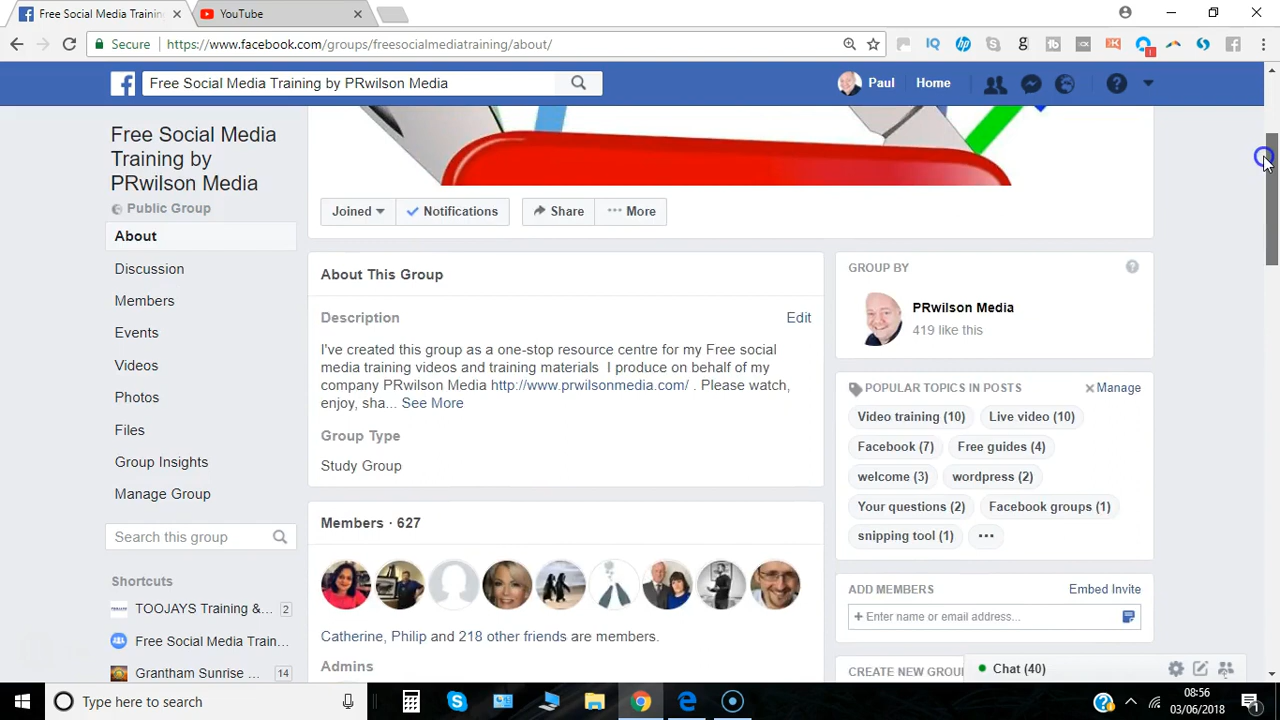 Free Social Media Trainin
YouTube
Secure
https://www.facebook.com/groups/freesocialmediatraining/about/
Free Social Media Training by PRwilson Media
Paul
Home
Free Social Media
Training by
PRwilson Media
Public Group
About
Discussion
Members
Events
Videos
Photos
Files
Group Insights
Manage Group
Search this group
Shortcuts
TOOJAYS Training &... 2
Free Social Media Train...
Grantham Sunrise ... 14
Joined
Notifications
Share
More
About This Group
Description
Edit
I've created this group as a one-stop resource centre for my Free social
media training videos and training materials I produce on behalf of my
company PRwilson Media http://www.prwilsonmedia.com/ . Please watch,
enjoy, sha... See More
Group Type
Study Group
Members · 627
Catherine, Philip and 218 other friends are members.
Admins
GROUP BY
PRwilson Media
419 like this
POPULAR TOPICS IN POSTS
Manage
Video training (10)
Live video (10)
Facebook (7)
Free guides (4)
welcome (3)
wordpress (2)
Your questions (2)
Facebook groups (1)
snipping tool (1)
ADD MEMBERS
Embed Invite
+ Enter name or email address...
CREATE NEW GROU
Chat (40)
Type here to search
08:56
03/06/2018
1